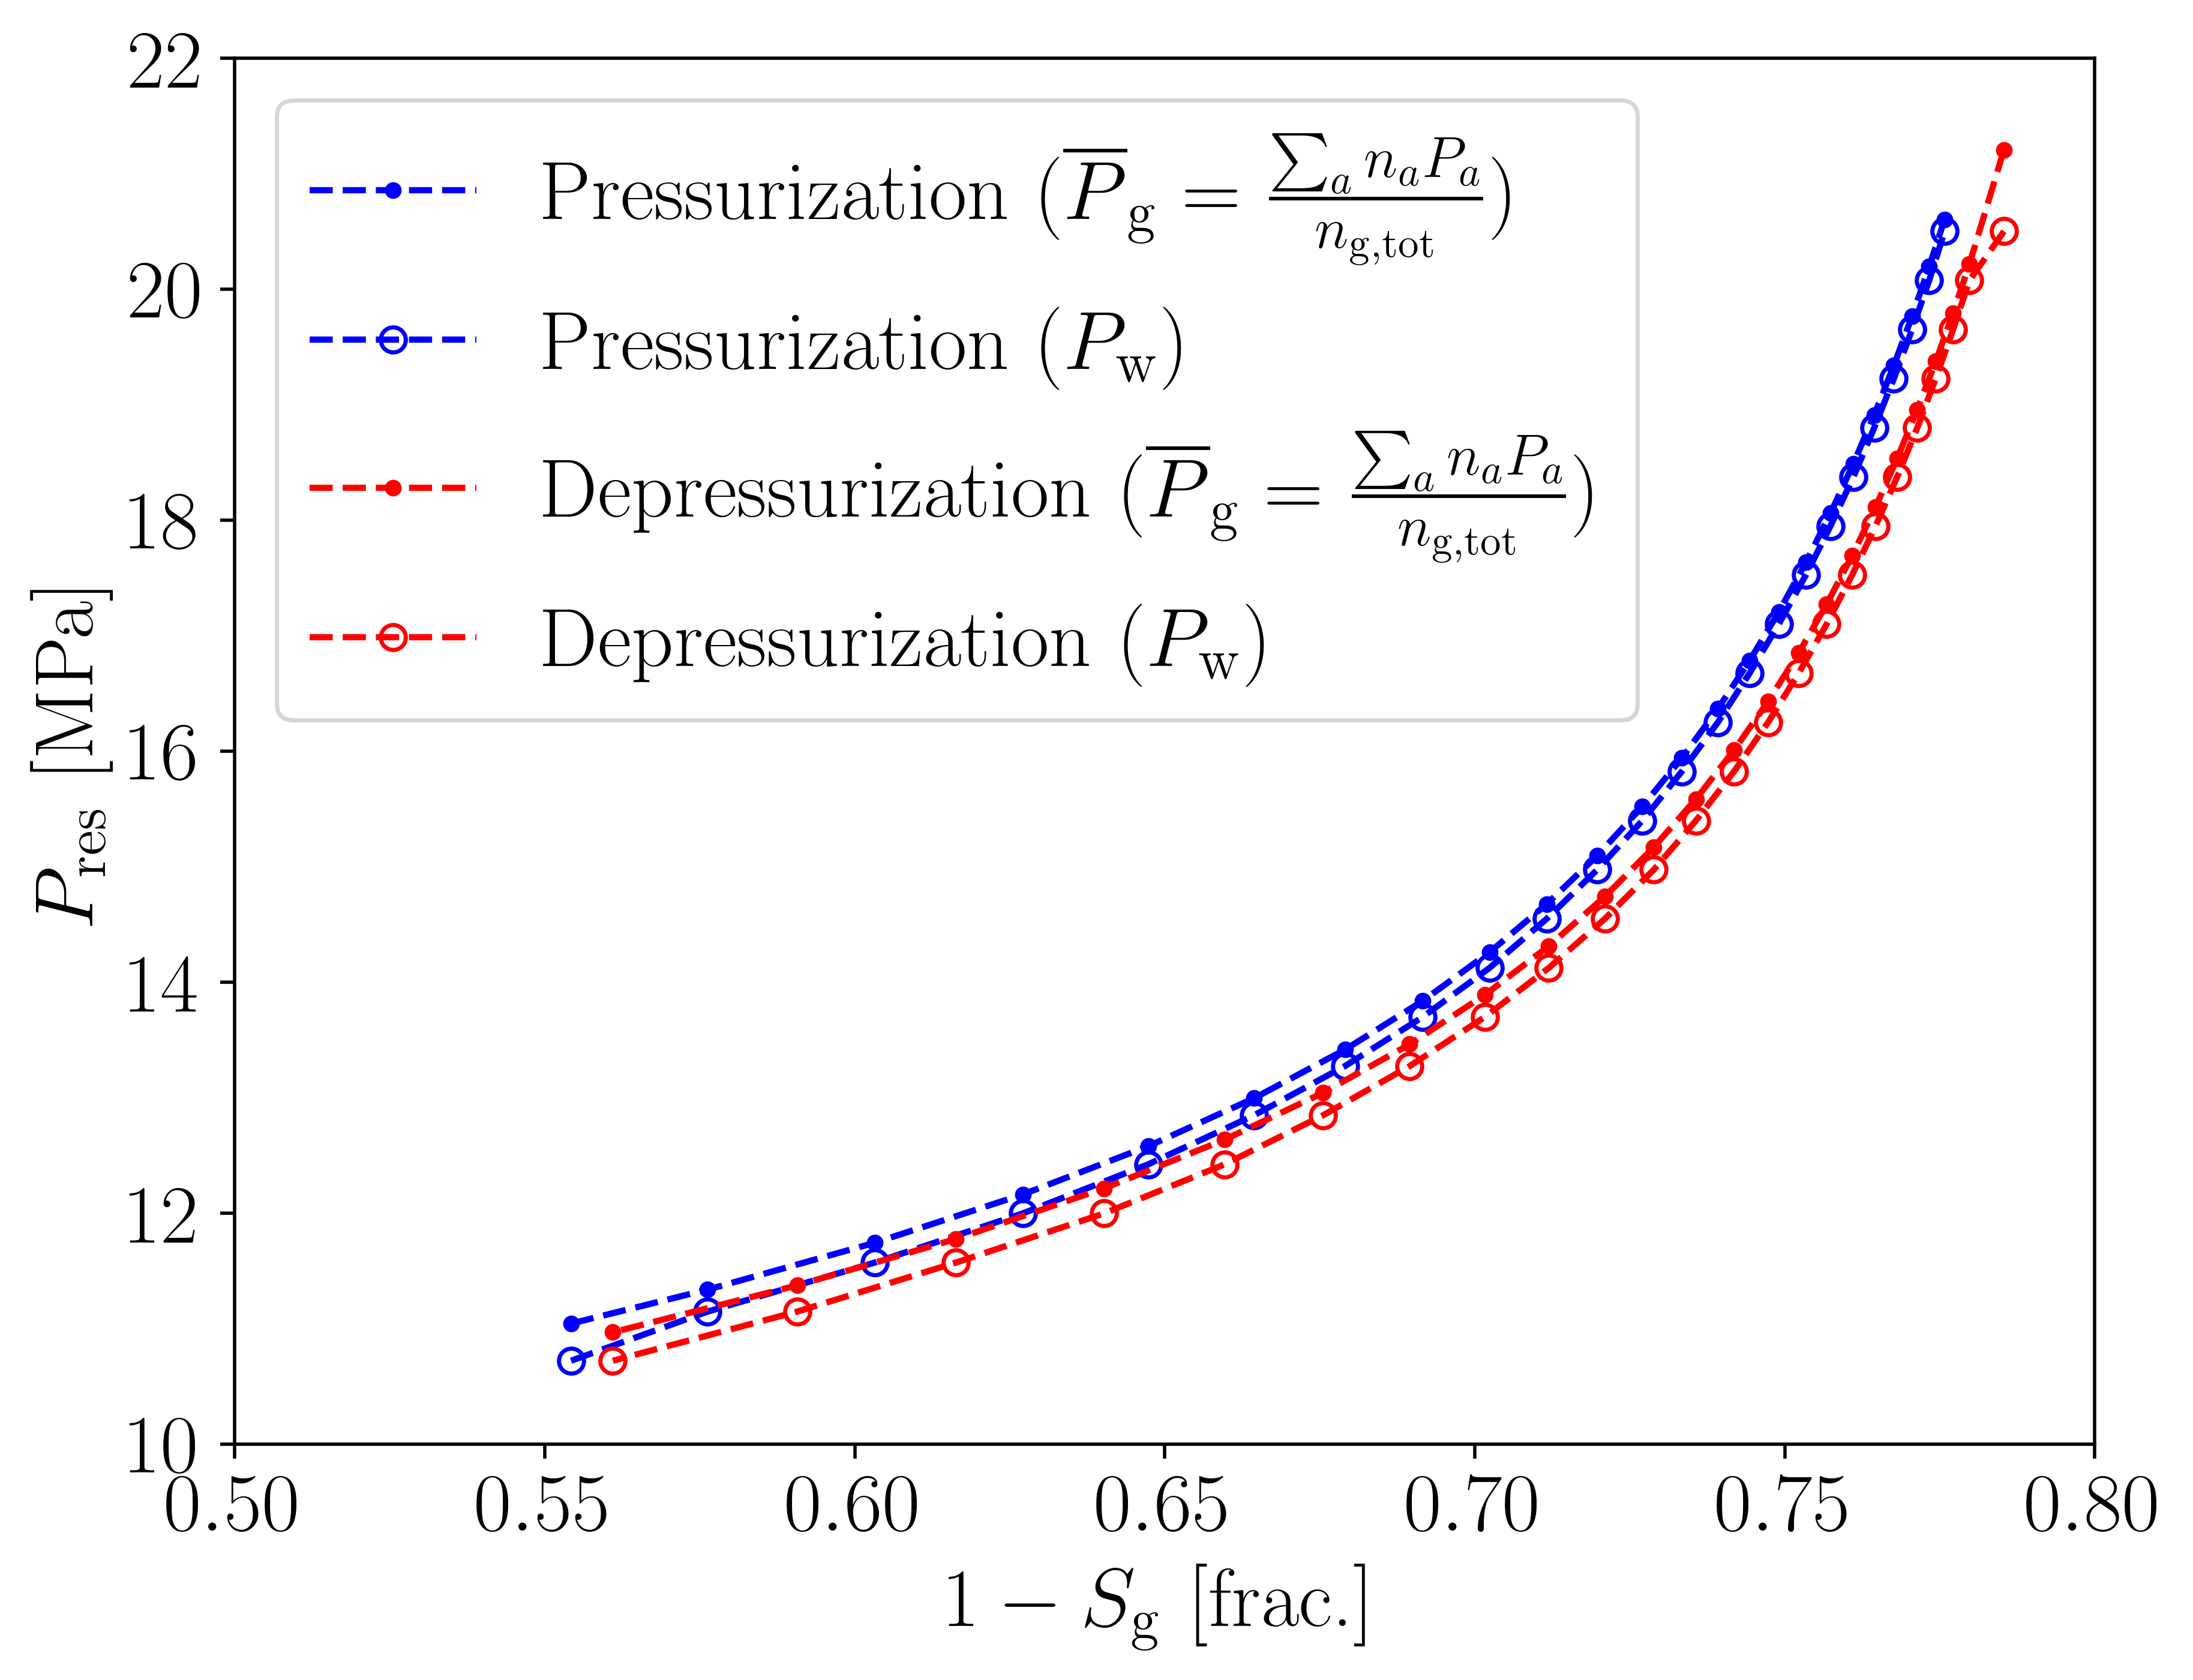 22
20
18
16
14
12
10
P_res [MPa]
Pressurization (P̅_g = ∑_a n_a P_a / n_g,tot)
Pressurization (P_w)
Depressurization (P̅_g = ∑_a n_a P_a / n_g,tot)
Depressurization (P_w)
0.50 0.55 0.60 0.65 0.70 0.75 0.80
1 − S_g [frac.]